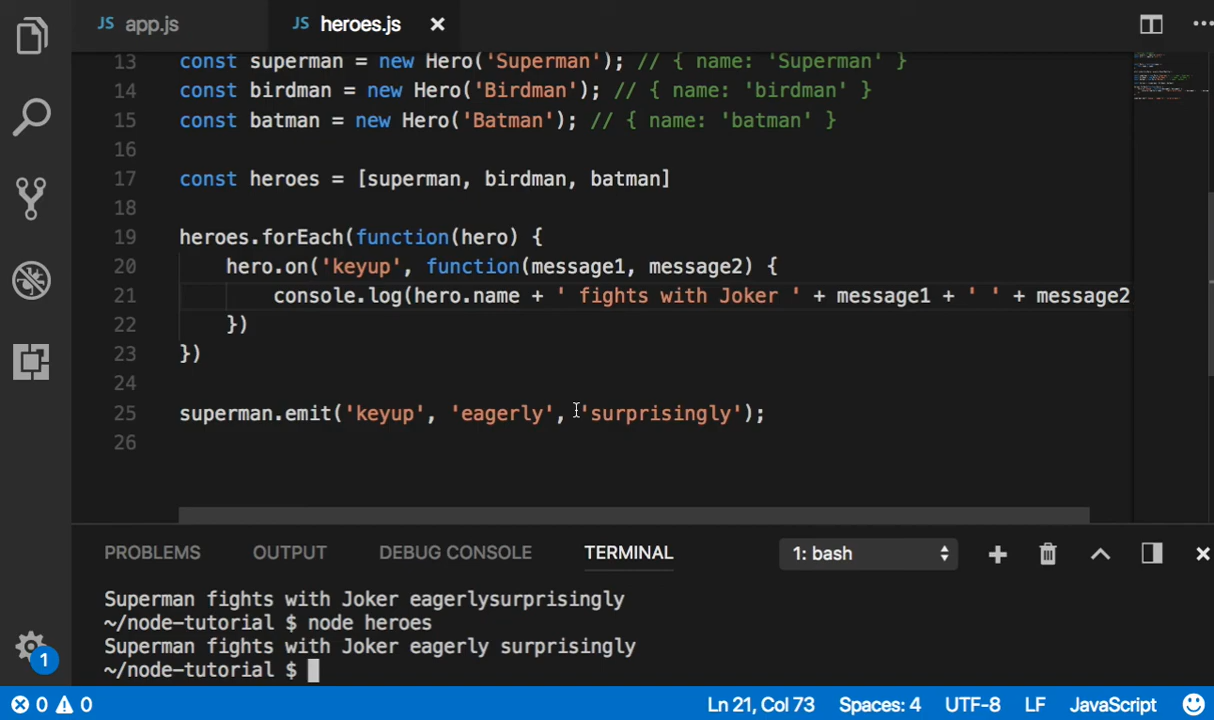 JS app.js JS heroes.js ×
13 const superman = new Hero('Superman'); // { name: 'Superman' }
14 const birdman = new Hero('Birdman'); // { name: 'birdman' }
15 const batman = new Hero('Batman'); // { name: 'batman' }
16
17 const heroes = [superman, birdman, batman]
18
19 heroes.forEach(function(hero) {
20 hero.on('keyup', function(message1, message2) {
21 console.log(hero.name + ' fights with Joker ' + message1 + ' ' + message2
22 })
23 })
24
25 superman.emit('keyup', 'eagerly', 'surprisingly');
26
PROBLEMS OUTPUT DEBUG CONSOLE TERMINAL 1: bash
Superman fights with Joker eagerlysurprisingly
~/node-tutorial $ node heroes
Superman fights with Joker eagerly surprisingly
~/node-tutorial $
1
0 0 Ln 21, Col 73 Spaces: 4 UTF-8 LF JavaScript